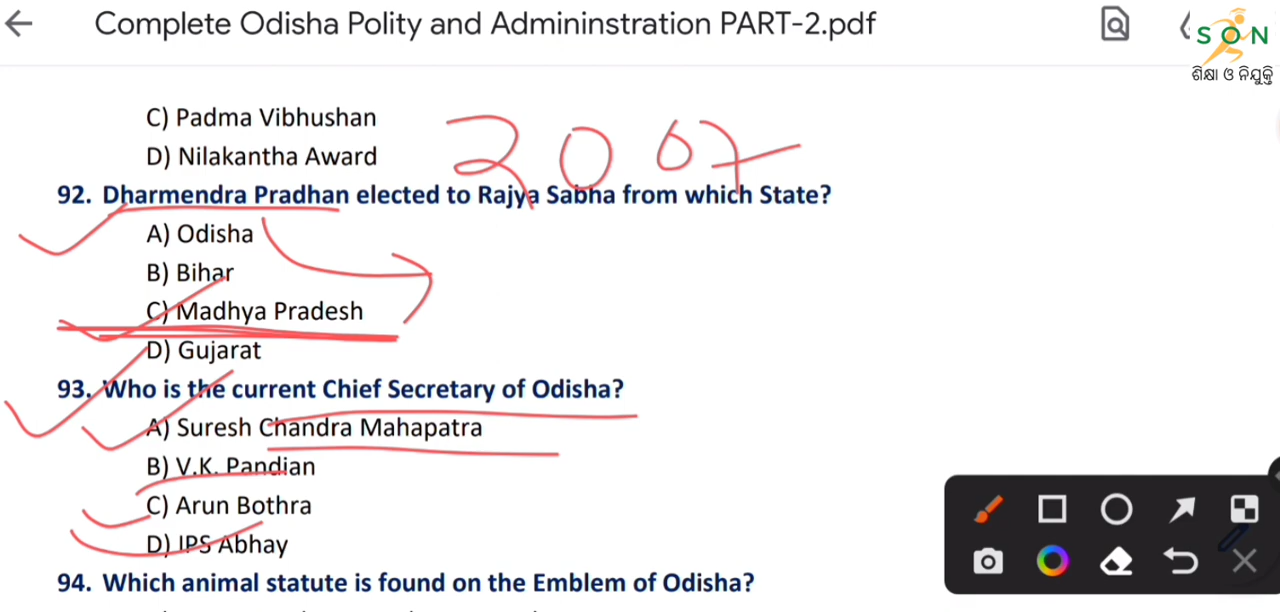 Complete Odisha Polity and Admininstration PART-2.pdf
SON
ଶିକ୍ଷା ଓ ନିଯୁକ୍ତି
C) Padma Vibhushan
2007
D) Nilakantha Award
92. Dharmendra Pradhan elected to Rajya Sabha from which State?
A) Odisha
B) Bihar
C) Madhya Pradesh
D) Gujarat
93. Who is the current Chief Secretary of Odisha?
A) Suresh Chandra Mahapatra
B) V.K. Pandian
C) Arun Bothra
D) IPS Abhay
94. Which animal statute is found on the Emblem of Odisha?